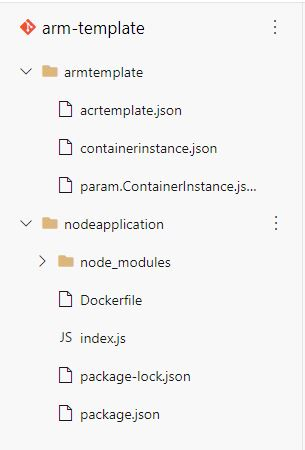 arm-template
armtemplate
acrtemplate.json
containerinstance.json
param.ContainerInstance.js...
nodeapplication
node_modules
Dockerfile
JS index.js
package-lock.json
package.json